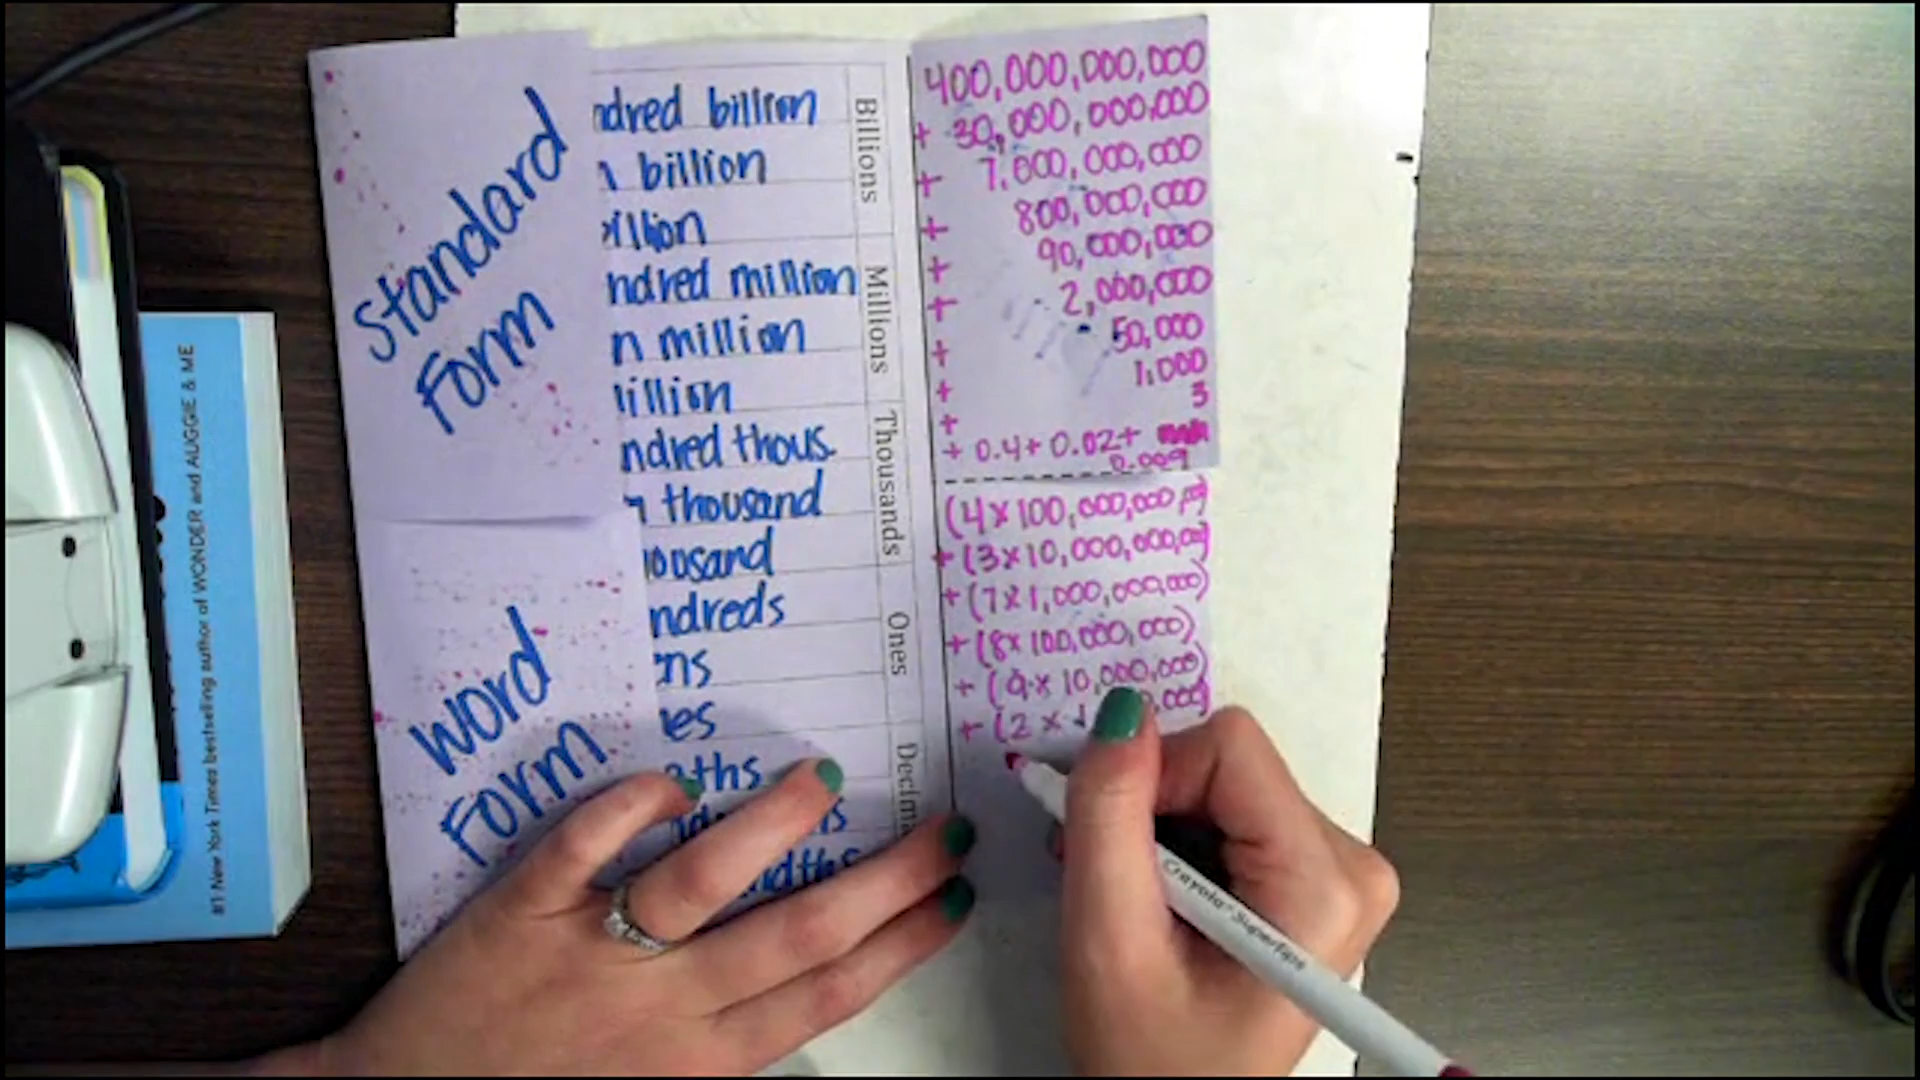 Standard
Form
Word
Form
ndred billion
n billion
illion
ndred million
n million
illion
ndred thous.
n thousand
ousand
ndreds
ens
es
Billions
Millions
Thousands
Ones
400,000,000,000
+ 30,000,000,000
+ 7,000,000,000
+ 800,000,000
+ 90,000,000
+ 2,000,000
+ 50,000
+ 1,000
+ 3
+ 0.4 + 0.02 +
0.009
(4 x 100,000,000,000)
+ (3 x 10,000,000,000)
+ (7 x 1,000,000,000)
+ (8 x 100,000,000)
+ (9 x 10,000,000)
+ (2 x
#1 New York Times bestselling author of WONDER and AUGGIE & ME
Crayola SuperTips